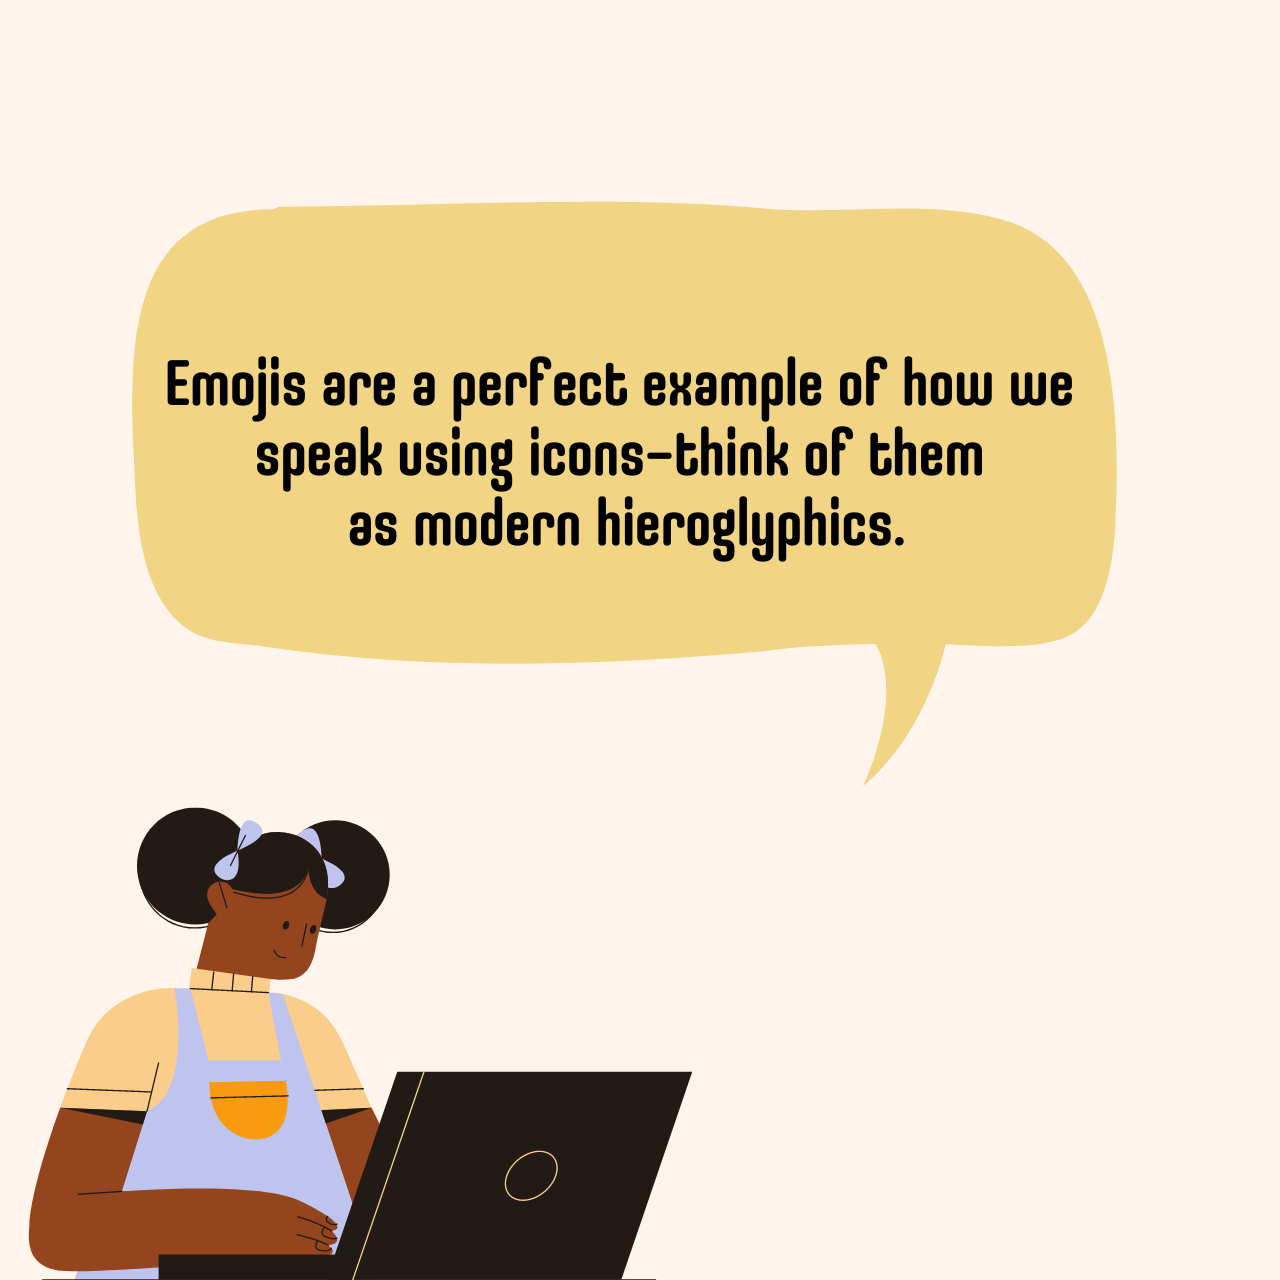 Emojis are a perfect example of how we
speak using icons–think of them
as modern hieroglyphics.